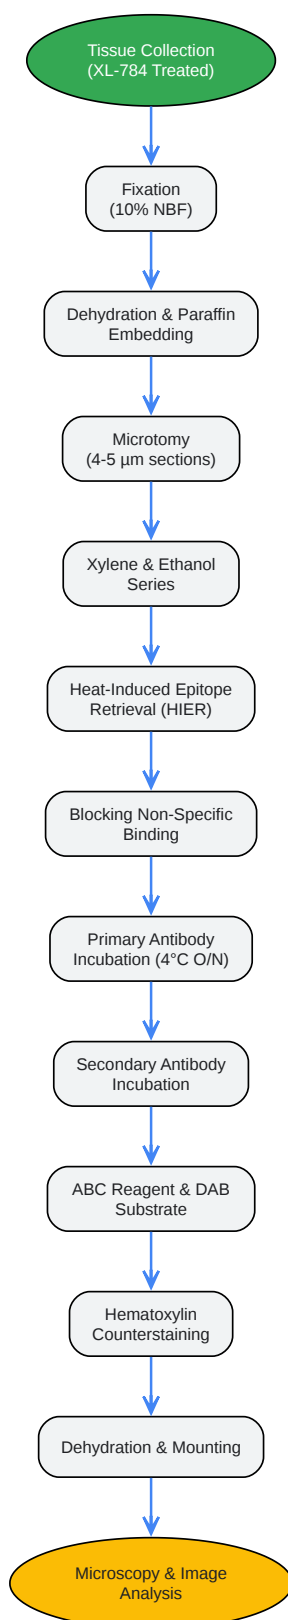 Tissue Collection
(XL-784 Treated)
Fixation
(10% NBF)
Dehydration & Paraffin
Embedding
Microtomy
(4-5 µm sections)
Xylene & Ethanol
Series
Heat-Induced Epitope
Retrieval (HIER)
Blocking Non-Specific
Binding
Primary Antibody
Incubation (4°C O/N)
Secondary Antibody
Incubation
ABC Reagent & DAB
Substrate
Hematoxylin
Counterstaining
Dehydration & Mounting
Microscopy & Image
Analysis